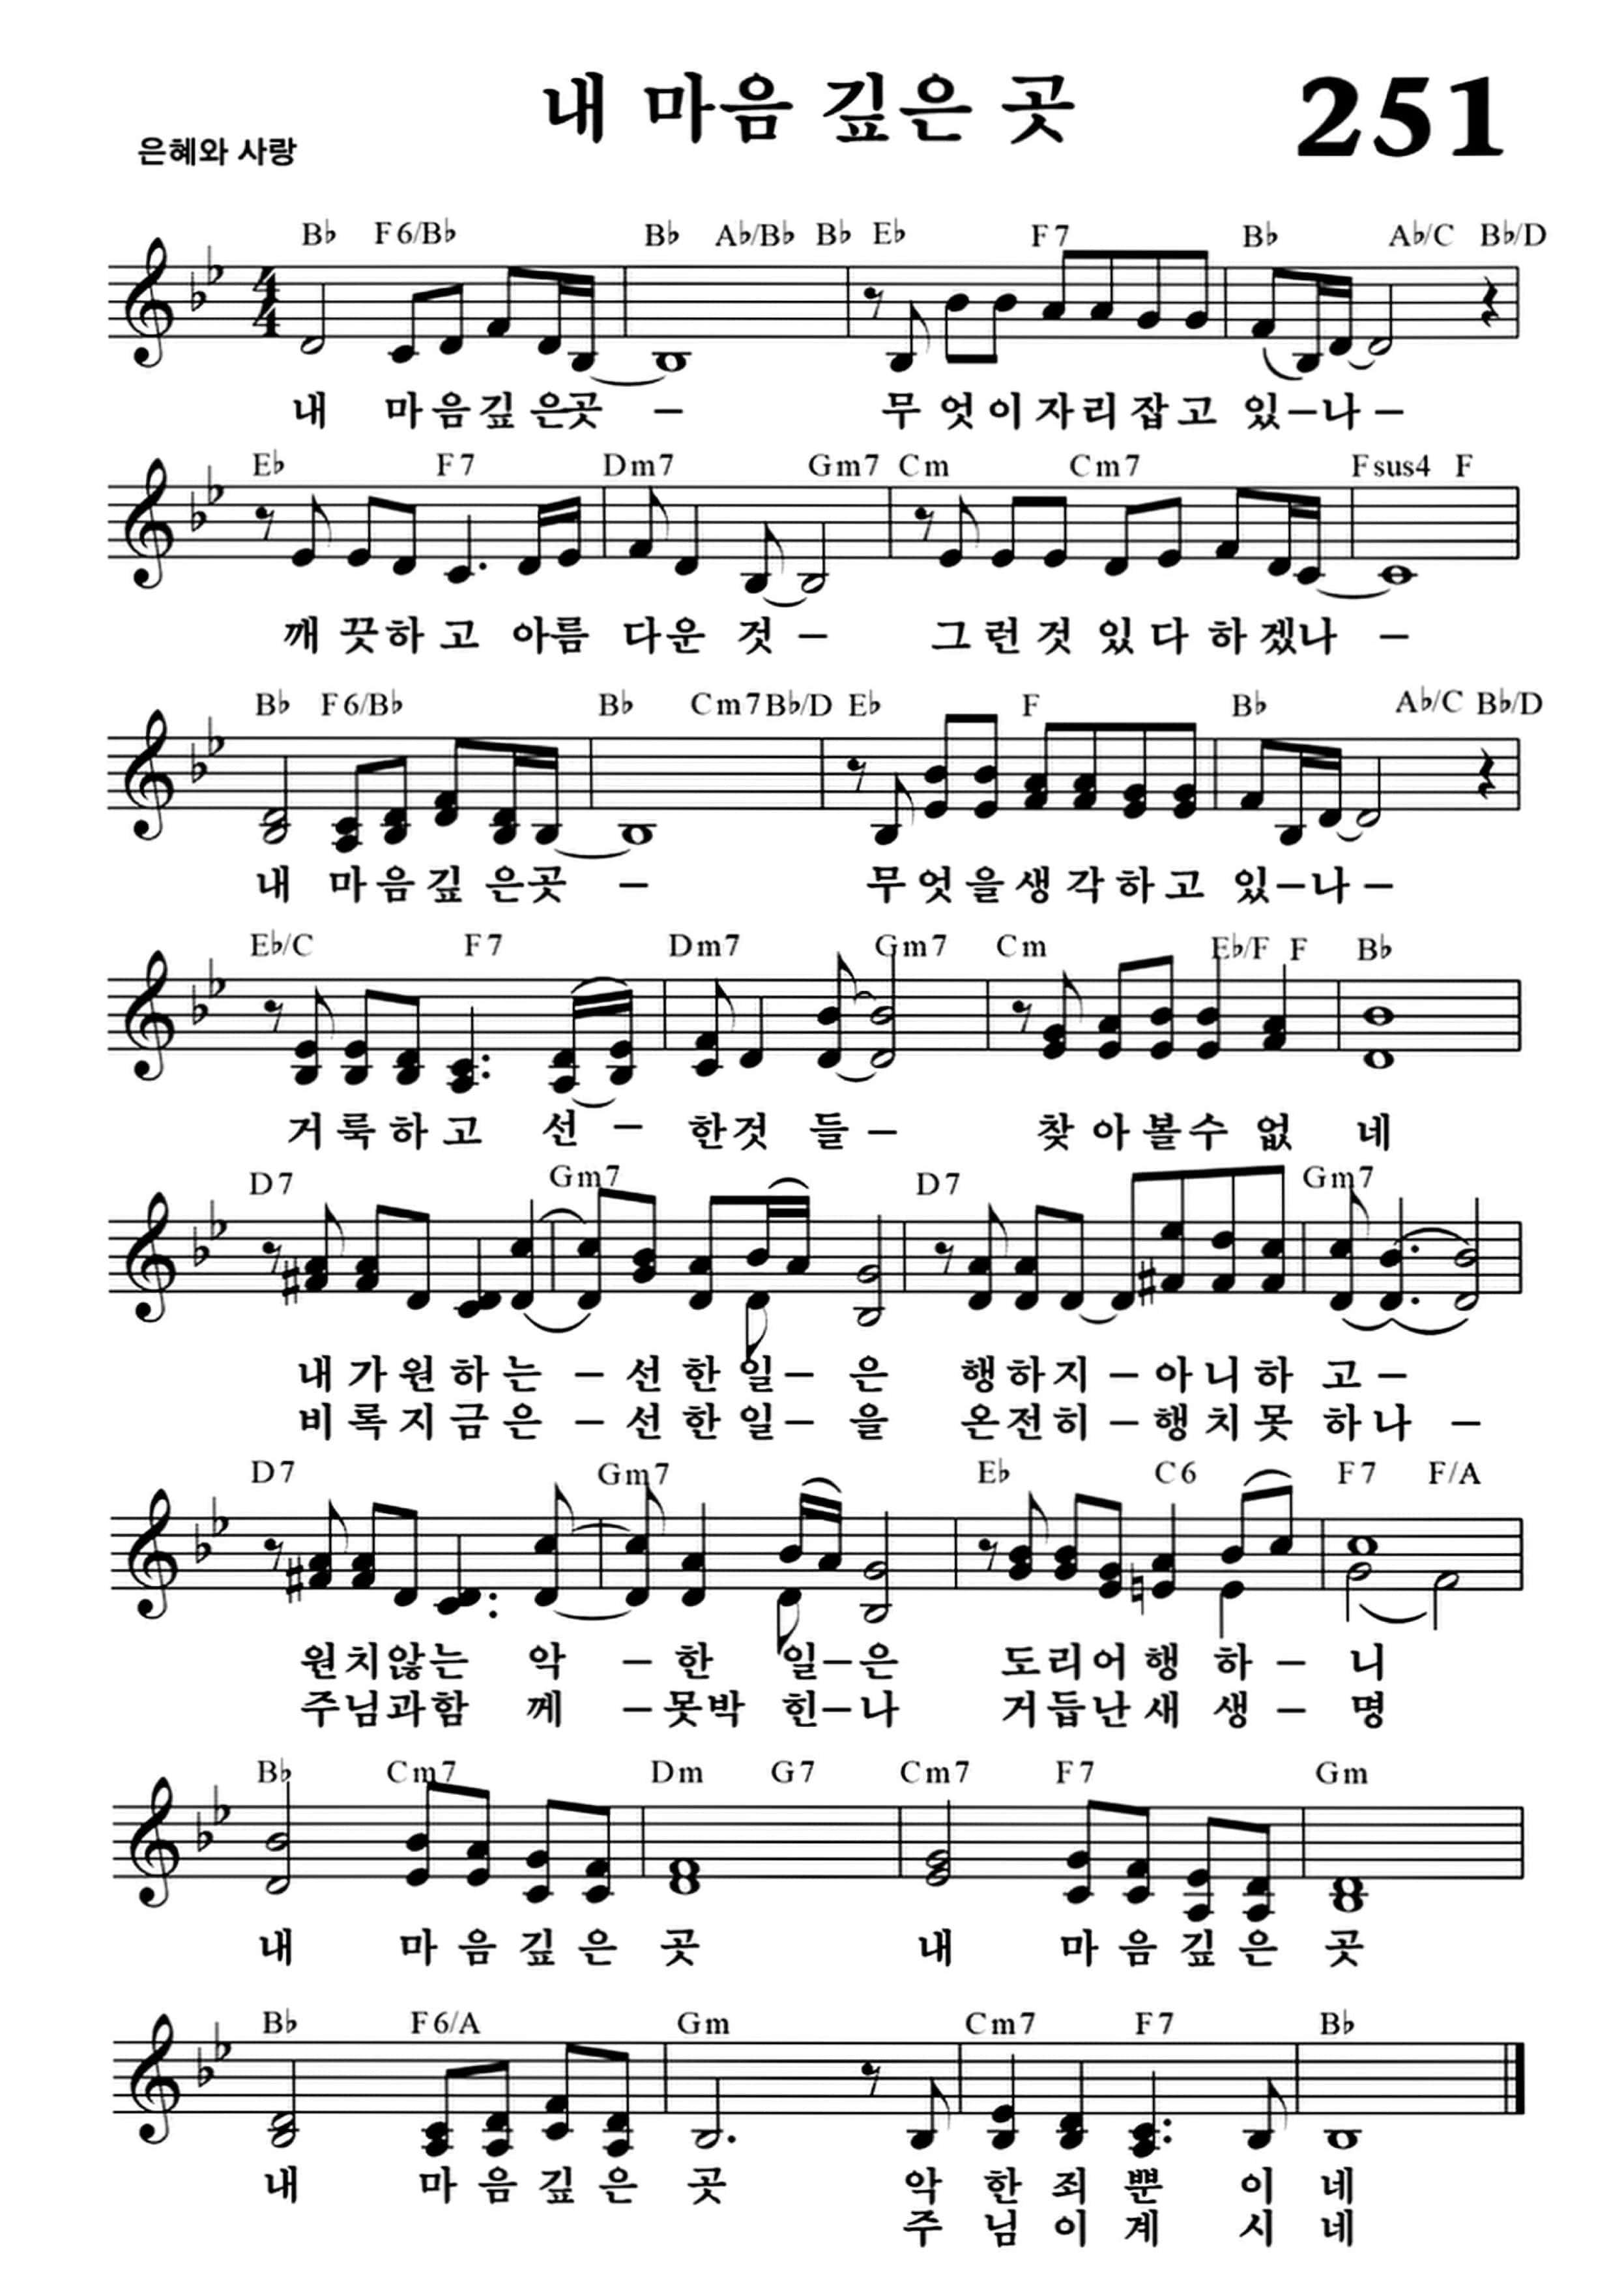 내 마음 깊은 곳
251
은혜와 사랑
B♭ F6/B♭ B♭ A♭/B♭ B♭ E♭ F7 B♭ A♭/C B♭/D
내 마음깊 은곳 – 무엇이자리잡고 있–나–
E♭ F7 Dm7 Gm7 Cm Cm7 Fsus4 F
깨끗하고 아름 다운 것 – 그런것 있다하겠나 –
B♭ F6/B♭ B♭ Cm7 B♭/D E♭ F B♭ A♭/C B♭/D
내 마음깊 은곳 – 무엇을생각하고 있–나–
E♭/C F7 Dm7 Gm7 Cm E♭/F F B♭
거룩하고 선 – 한것 들 – 찾아볼수 없 네
D7 Gm7 D7 Gm7
내가원하는 –선한일– 은 행하지 –아니하 고–
비록지금은 –선한일– 을 온전히 –행치못 하나 –
D7 Gm7 E♭ C6 F7 F/A
원치않는 악 –한 일–은 도리어행 하– 니
주님과함 께 –못박 힌–나 거듭난새 생– 명
B♭ Cm7 Dm G7 Cm7 F7 Gm
내 마음깊은 곳 내 마음깊은 곳
B♭ F6/A Gm Cm7 F7 B♭
내 마음깊은 곳 악 한죄뿐 이 네
주 님이계 시 네